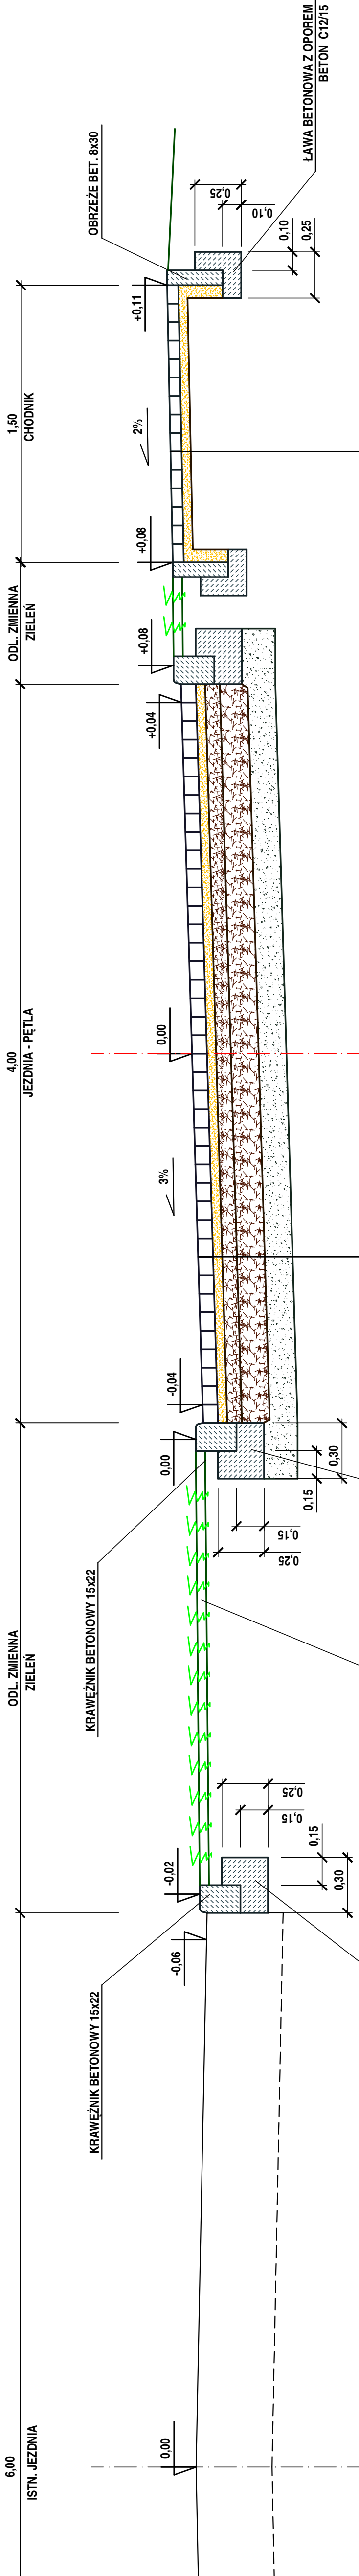 6,00
ISTN. JEZDNIA
ODL. ZMIENNA
ZIELEŃ
4,00
JEZDNIA - PĘTLA
ODL. ZMIENNA
ZIELEŃ
1,50
CHODNIK
KRAWĘŻNIK BETONOWY 15x22
KRAWĘŻNIK BETONOWY 15x22
OBRZEŻE BET. 8x30
0,00
-0,06
-0,02
0,00
-0,04
3%
0,00
+0,04
+0,08
+0,08
2%
+0,11
0,25
0,15
0,15
0,30
0,25
0,15
0,15
0,30
0,25
0,10
0,10
0,25
ŁAWA BETONOWA Z OPOREM
BETON C12/15